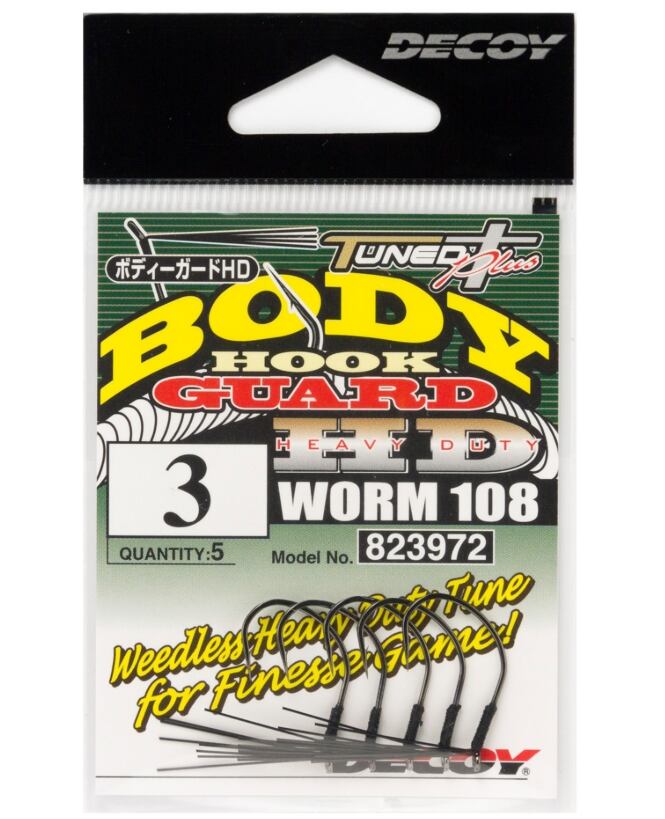 DECOY
TUNED Plus
ボディーガードHD
BODY
HOOK
GUARD
HD
HEAVY DUTY
3
WORM 108
QUANTITY:5
Model No. 823972
Weedless Heavy Duty Tune
for Finesse Game!
DECOY®